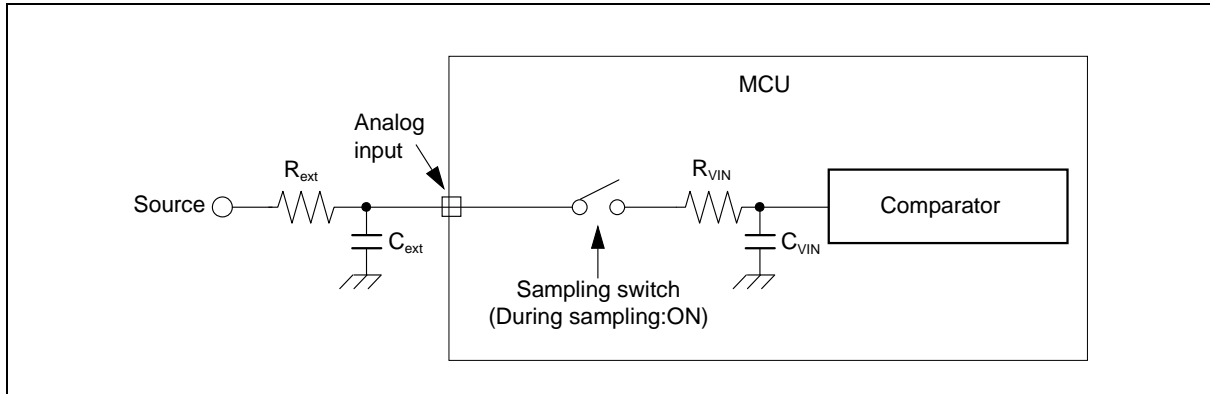 MCU
Analog
input
R_ext
R_VIN
Source
Comparator
C_ext
C_VIN
Sampling switch
(During sampling:ON)